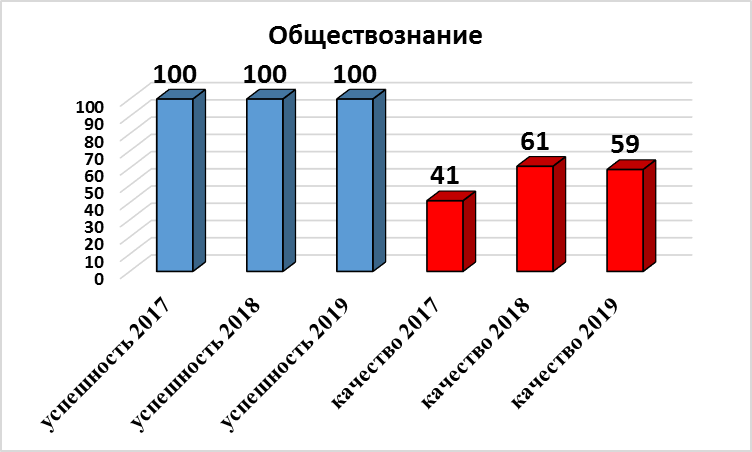 Обществознание
100
100
100
41
61
59
100
90
80
70
60
50
40
30
20
10
0
успешность 2017
успешность 2018
успешность 2019
качество 2017
качество 2018
качество 2019